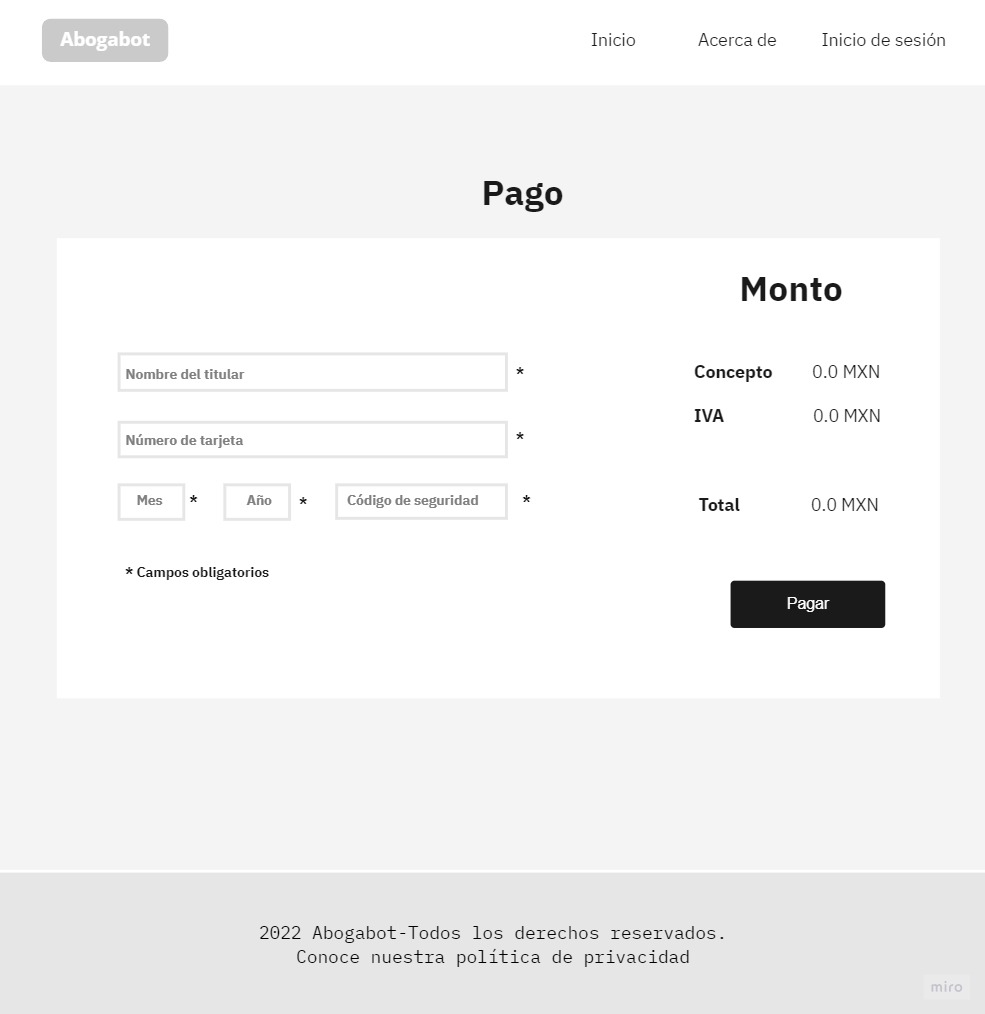 Abogabot
Inicio
Acerca de
Inicio de sesión
Pago
Monto
Nombre del titular *
Número de tarjeta *
Mes * Año * Código de seguridad *
* Campos obligatorios
Concepto 0.0 MXN
IVA 0.0 MXN
Total 0.0 MXN
Pagar
2022 Abogabot-Todos los derechos reservados.
Conoce nuestra política de privacidad
miro